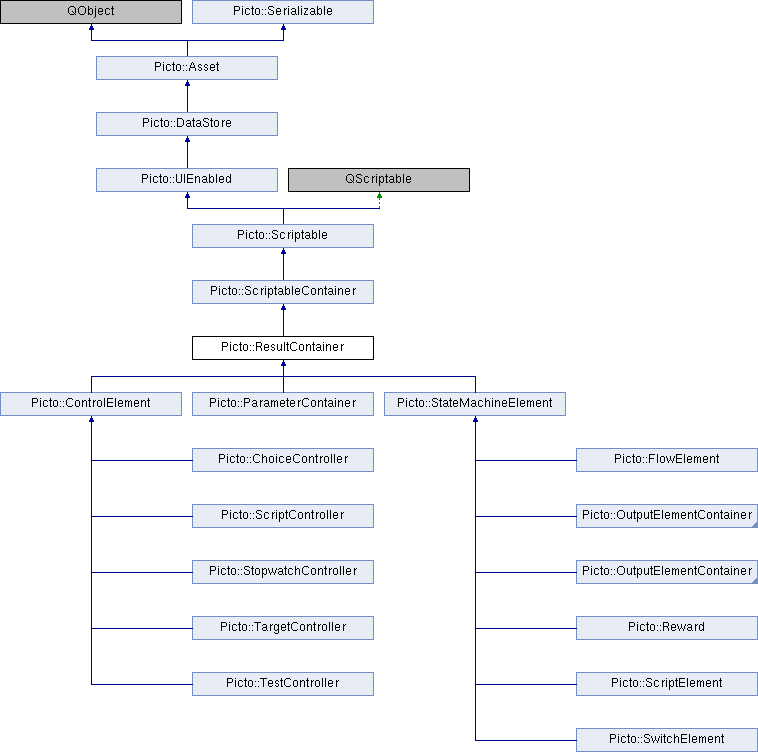 QObject
Picto::Serializable
Picto::Asset
Picto::DataStore
Picto::UIEnabled
QScriptable
Picto::Scriptable
Picto::ScriptableContainer
Picto::ResultContainer
Picto::ControlElement
Picto::ParameterContainer
Picto::StateMachineElement
Picto::ChoiceController
Picto::FlowElement
Picto::ScriptController
Picto::OutputElementContainer
Picto::StopwatchController
Picto::OutputElementContainer
Picto::TargetController
Picto::Reward
Picto::TestController
Picto::ScriptElement
Picto::SwitchElement